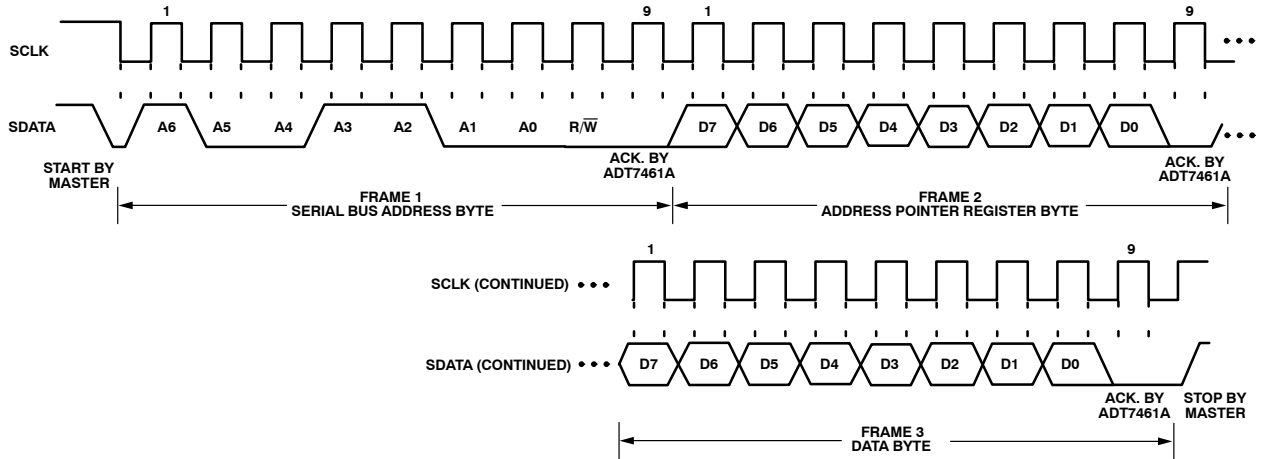 1 9 1 9
SCLK
SDATA A6 A5 A4 A3 A2 A1 A0 R/W̅ D7 D6 D5 D4 D3 D2 D1 D0
START BY
MASTER
ACK. BY
ADT7461A
ACK. BY
ADT7461A
FRAME 1
SERIAL BUS ADDRESS BYTE
FRAME 2
ADDRESS POINTER REGISTER BYTE
1 9
SCLK (CONTINUED)
SDATA (CONTINUED) D7 D6 D5 D4 D3 D2 D1 D0
ACK. BY
ADT7461A
STOP BY
MASTER
FRAME 3
DATA BYTE